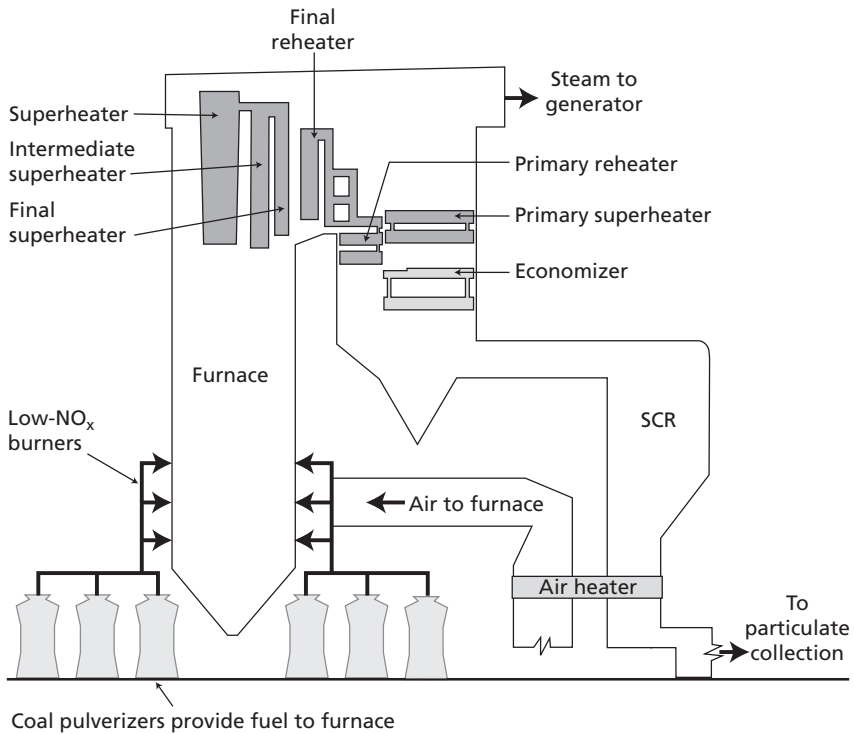 Final
reheater
Steam to
generator
Superheater
Intermediate
superheater
Final
superheater
Primary reheater
Primary superheater
Economizer
Furnace
Low-NOx
burners
SCR
Air to furnace
Air heater
To
particulate
collection
Coal pulverizers provide fuel to furnace